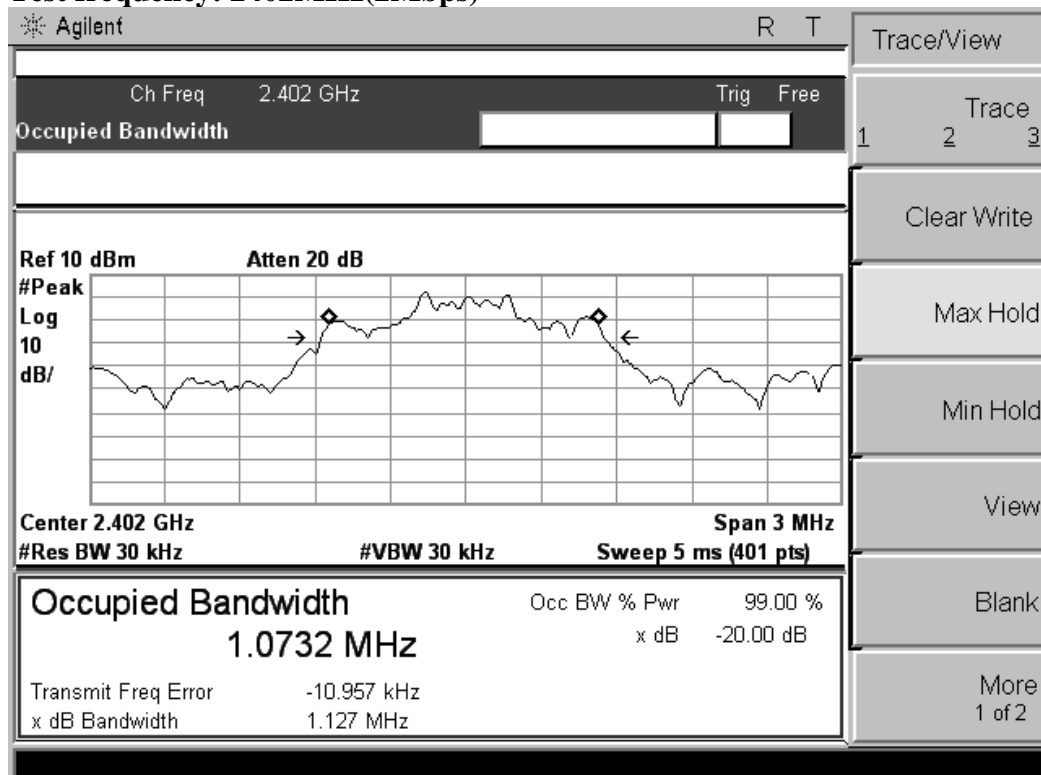 Test frequency: 2402MHz(2Mbps)
Agilent R T
Trace/View
Ch Freq 2.402 GHz Trig Free
Occupied Bandwidth
Trace
1 2 3
Clear Write
Ref 10 dBm Atten 20 dB
#Peak
Log
10
dB/
Max Hold
Min Hold
View
Center 2.402 GHz Span 3 MHz
#Res BW 30 kHz #VBW 30 kHz Sweep 5 ms (401 pts)
Occupied Bandwidth
1.0732 MHz
Occ BW % Pwr 99.00 %
x dB -20.00 dB
Transmit Freq Error -10.957 kHz
x dB Bandwidth 1.127 MHz
Blank
More
1 of 2